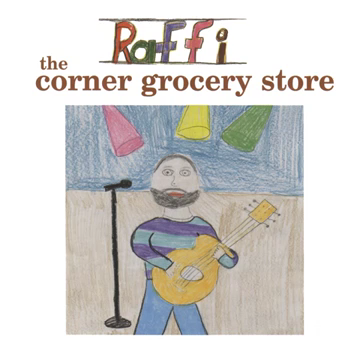 Raffi
the
corner grocery store